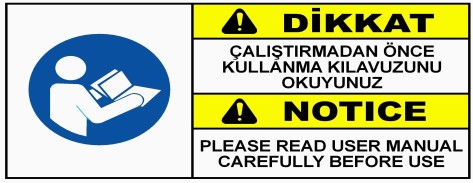 DİKKAT
ÇALIŞTIRMADAN ÖNCE
KULLANMA KILAVUZUNU
OKUYUNUZ
NOTICE
PLEASE READ USER MANUAL
CAREFULLY BEFORE USE